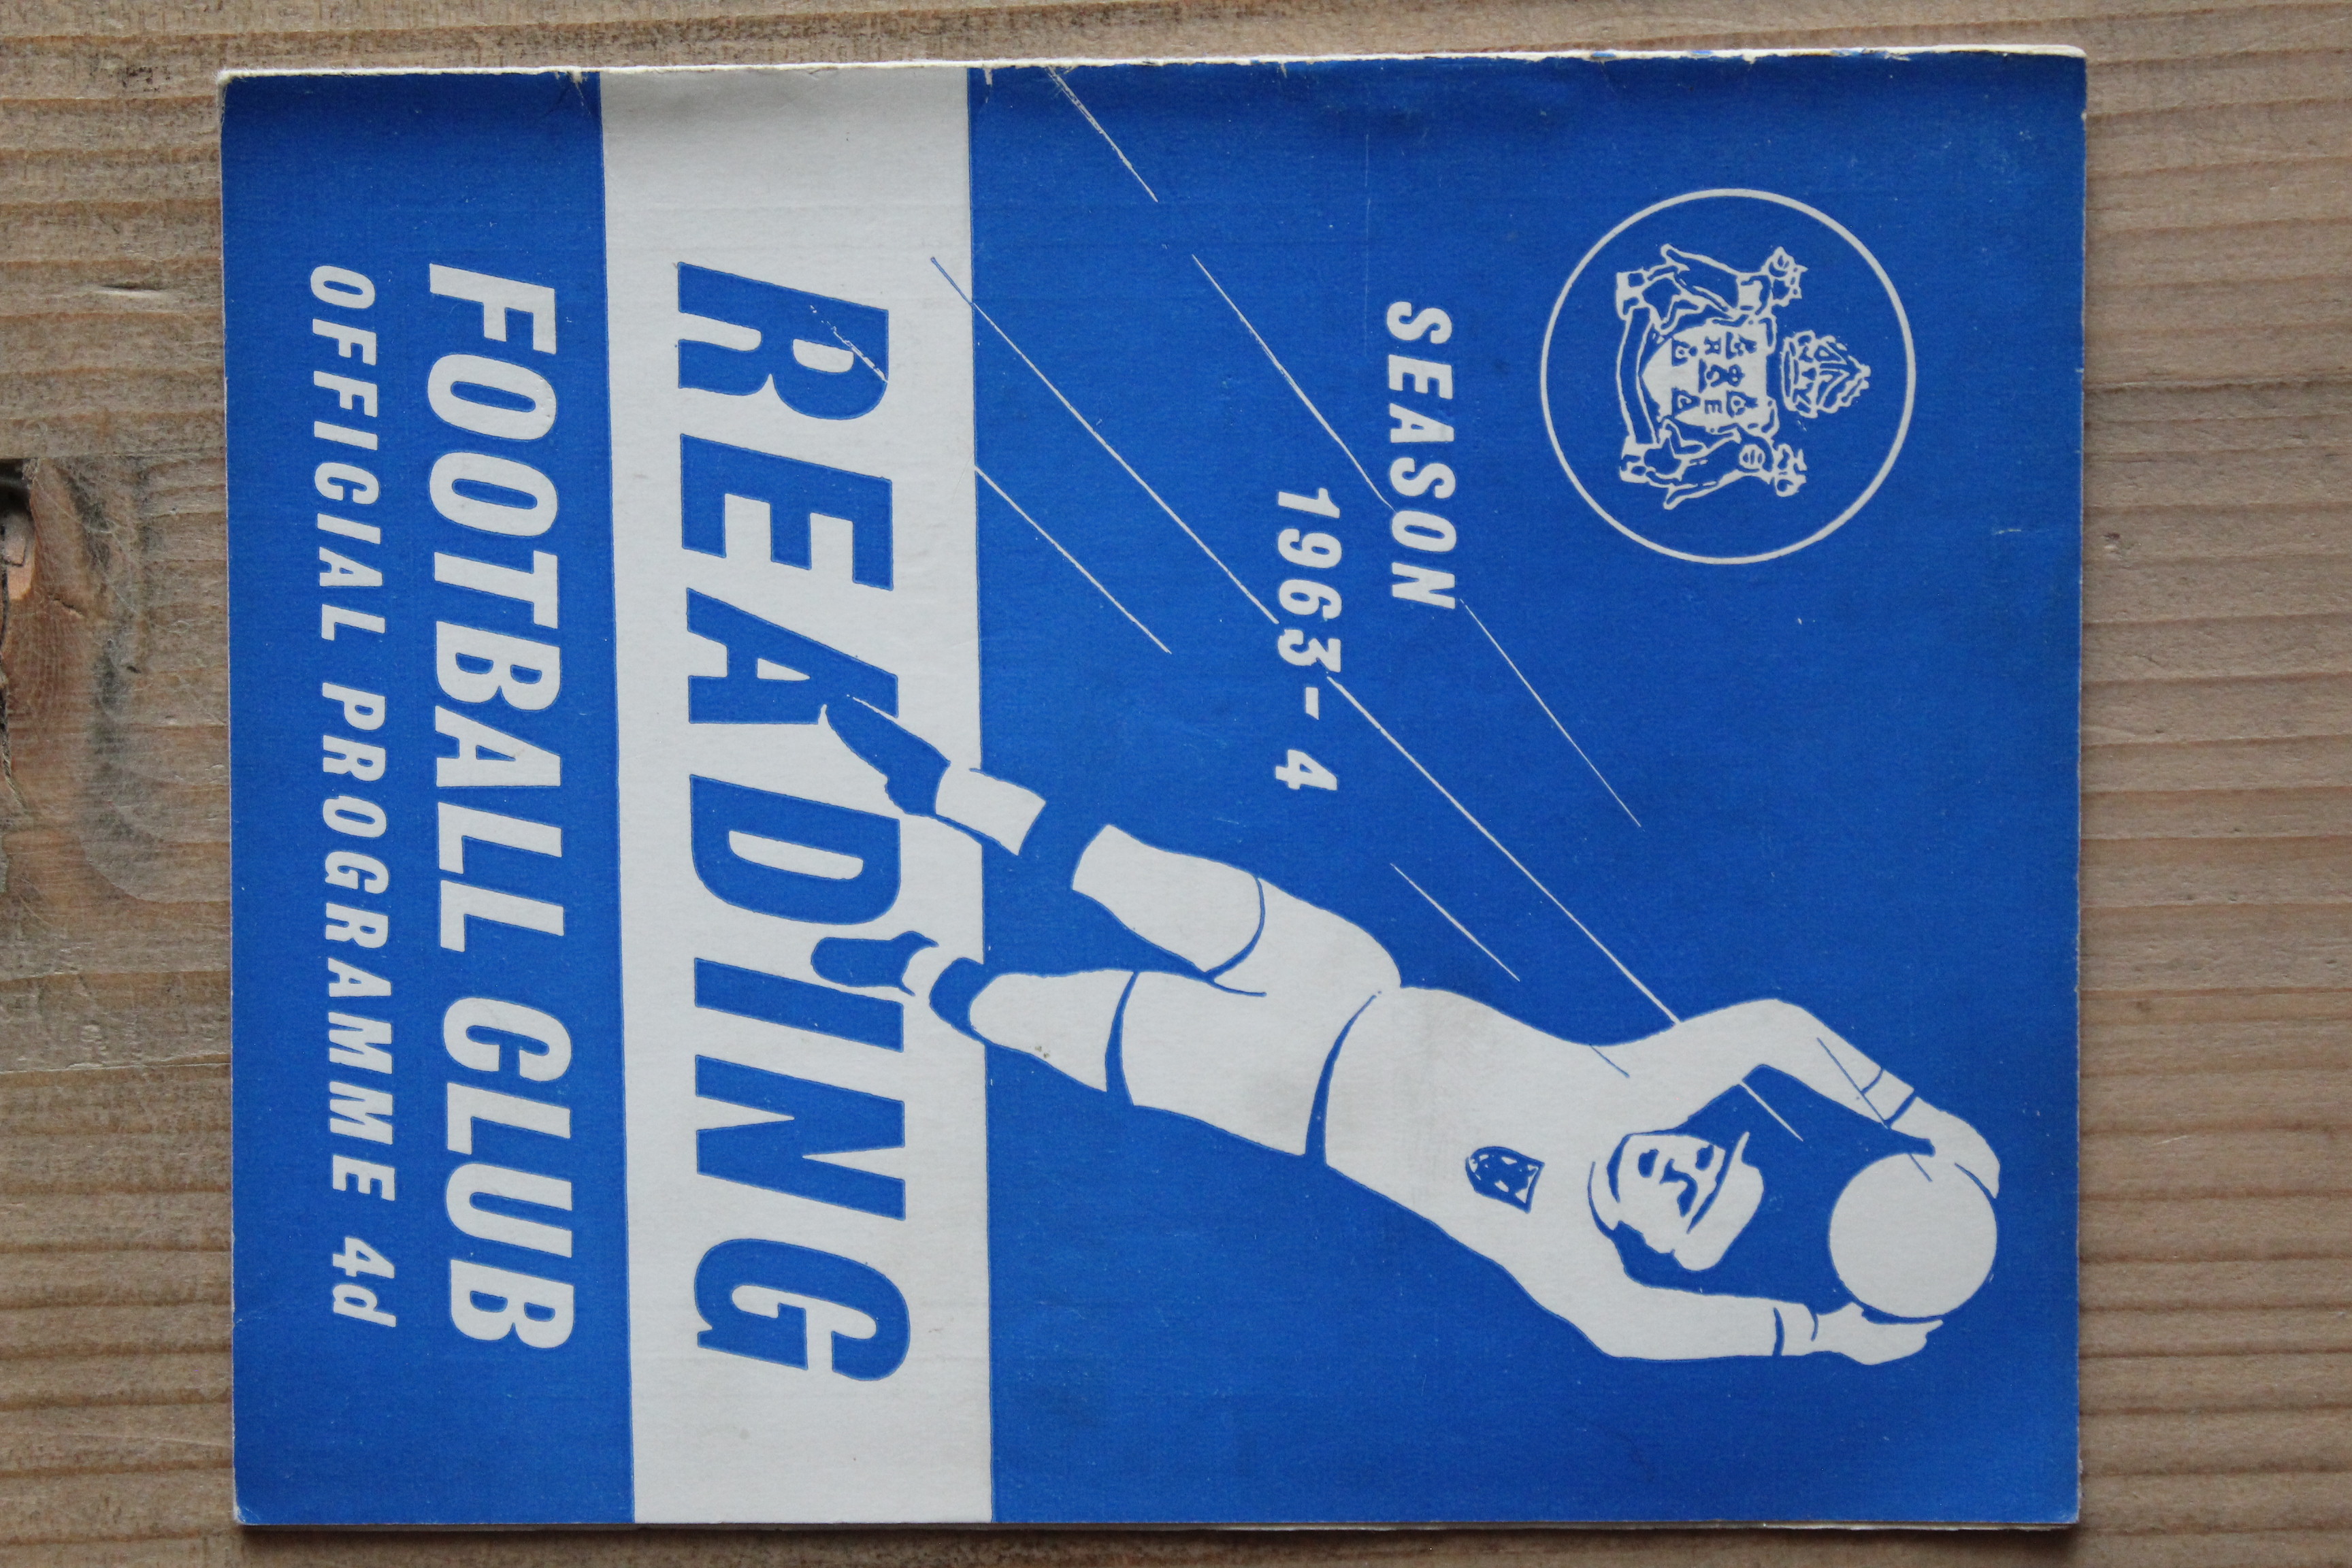 SEASON
1963-4
READING
FOOTBALL CLUB
OFFICIAL PROGRAMME 4d